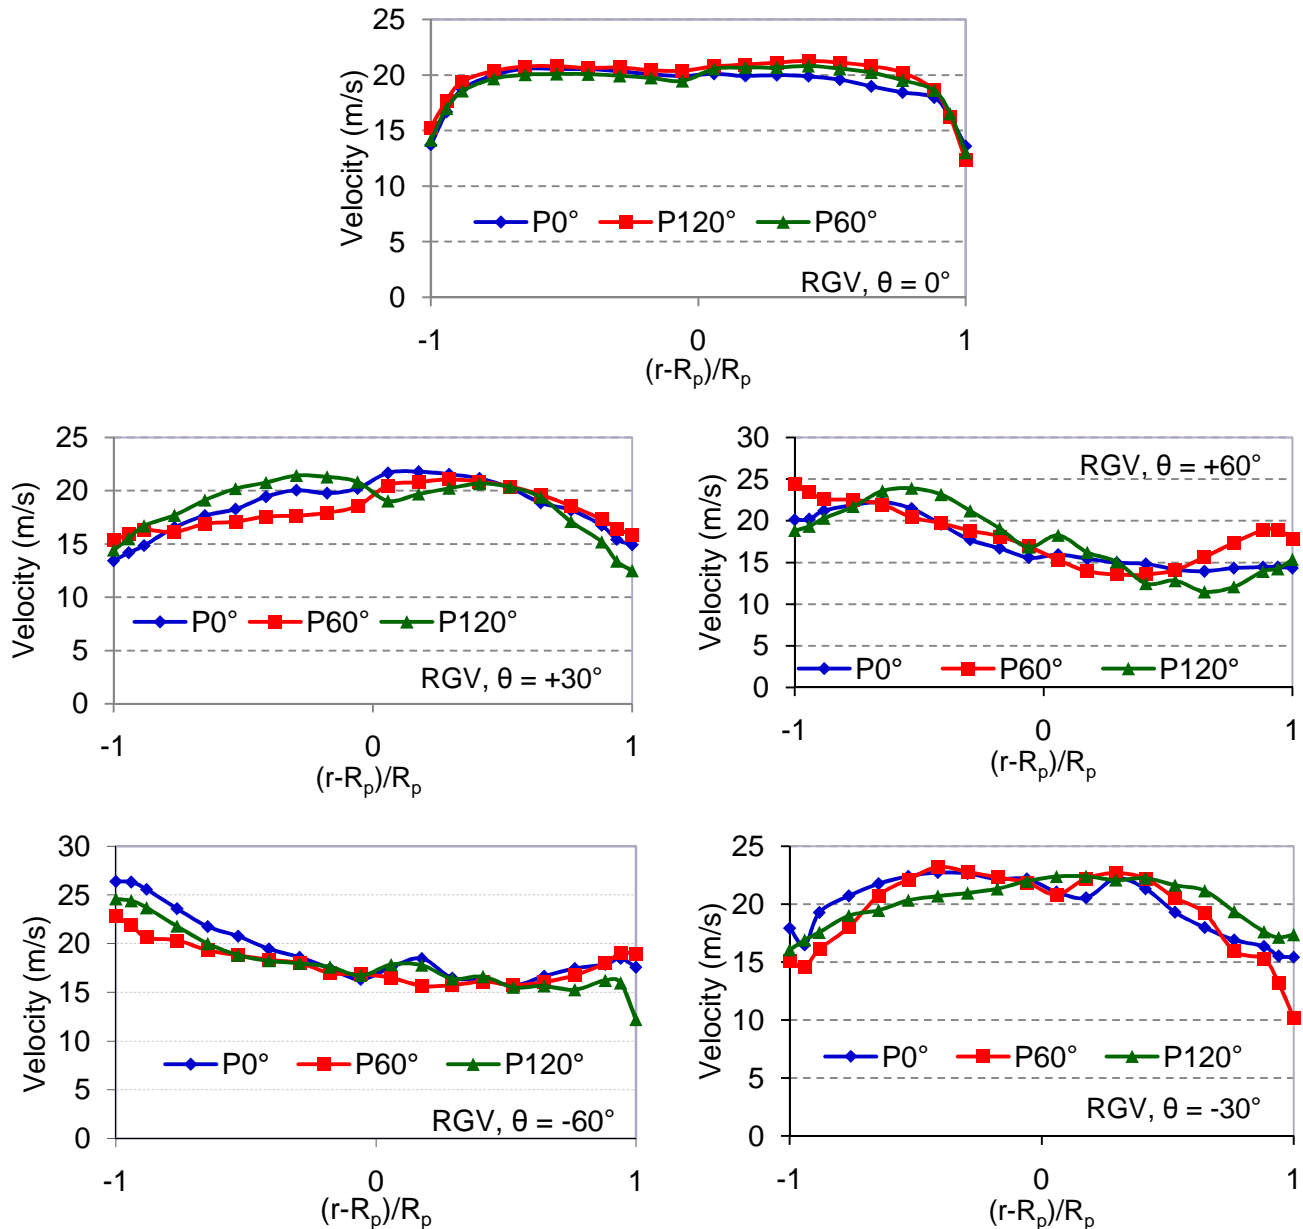 25
20
15
10
5
0
Velocity (m/s)
P0° P120° P60°
RGV, θ = 0°
-1 0 1
(r-Rp)/Rp
25
20
15
10
5
0
Velocity (m/s)
P0° P60° P120°
RGV, θ = +30°
-1 0 1
(r-Rp)/Rp
30
25
20
15
10
5
0
Velocity (m/s)
RGV, θ = +60°
P0° P60° P120°
-1 0 1
(r-Rp)/Rp
30
25
20
15
10
5
0
Velocity (m/s)
P0° P60° P120°
RGV, θ = -60°
-1 0 1
(r-Rp)/Rp
25
20
15
10
5
0
Velocity (m/s)
P0° P60° P120°
RGV, θ = -30°
-1 0 1
(r-Rp)/Rp